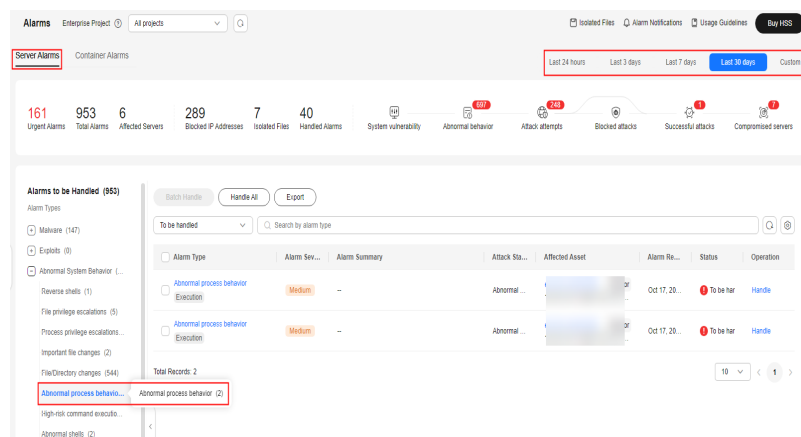 Alarms Enterprise Project All projects Isolated Files Alarm Notifications Usage Guidelines Buy HSS
Server Alarms Container Alarms
Last 24 hours Last 3 days Last 7 days Last 30 days Custom
161 953 6 289 7 40 697 248 1 7
Urgent Alarms Total Alarms Affected Servers Blocked IP Addresses Isolated Files Handled Alarms System vulnerability Abnormal behavior Attack attempts Blocked attacks Successful attacks Compromised servers
Alarms to be Handled (953)
Alarm Types
Batch Handle Handle All Export
Malware (147)
To be handled Search by alarm type
Exploits (0)
Abnormal System Behavior (...
Alarm Type Alarm Sev... Alarm Summary Attack Sta... Affected Asset Alarm Re... Status Operation
Reverse shells (1)
File privilege escalations (5)
Process privilege escalations...
Important file changes (2)
File/Directory changes (544)
Abnormal process behavio...
High-risk command executio...
Abnormal shells (2)
Abnormal process behavior
Execution
Medium -- Abnormal ... Oct 17, 20... To be har Handle
Abnormal process behavior
Execution
Medium -- Abnormal ... Oct 17, 20... To be har Handle
Total Records: 2 10 1
Abnormal process behavior (2)